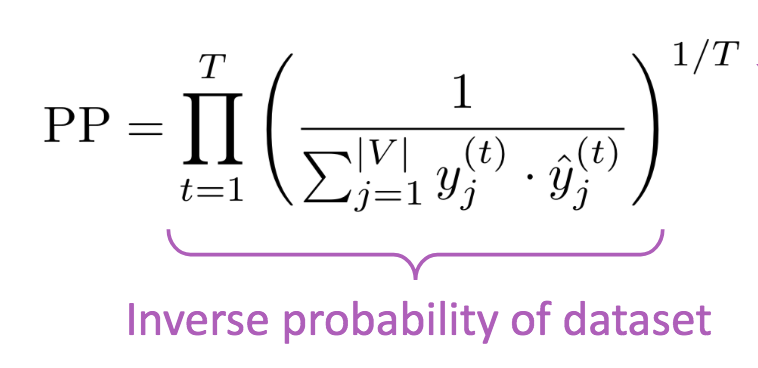 PP = ∏_{t=1}^{T} ( 1 / ∑_{j=1}^{|V|} y_j^{(t)} · ŷ_j^{(t)} )^{1/T}
Inverse probability of dataset